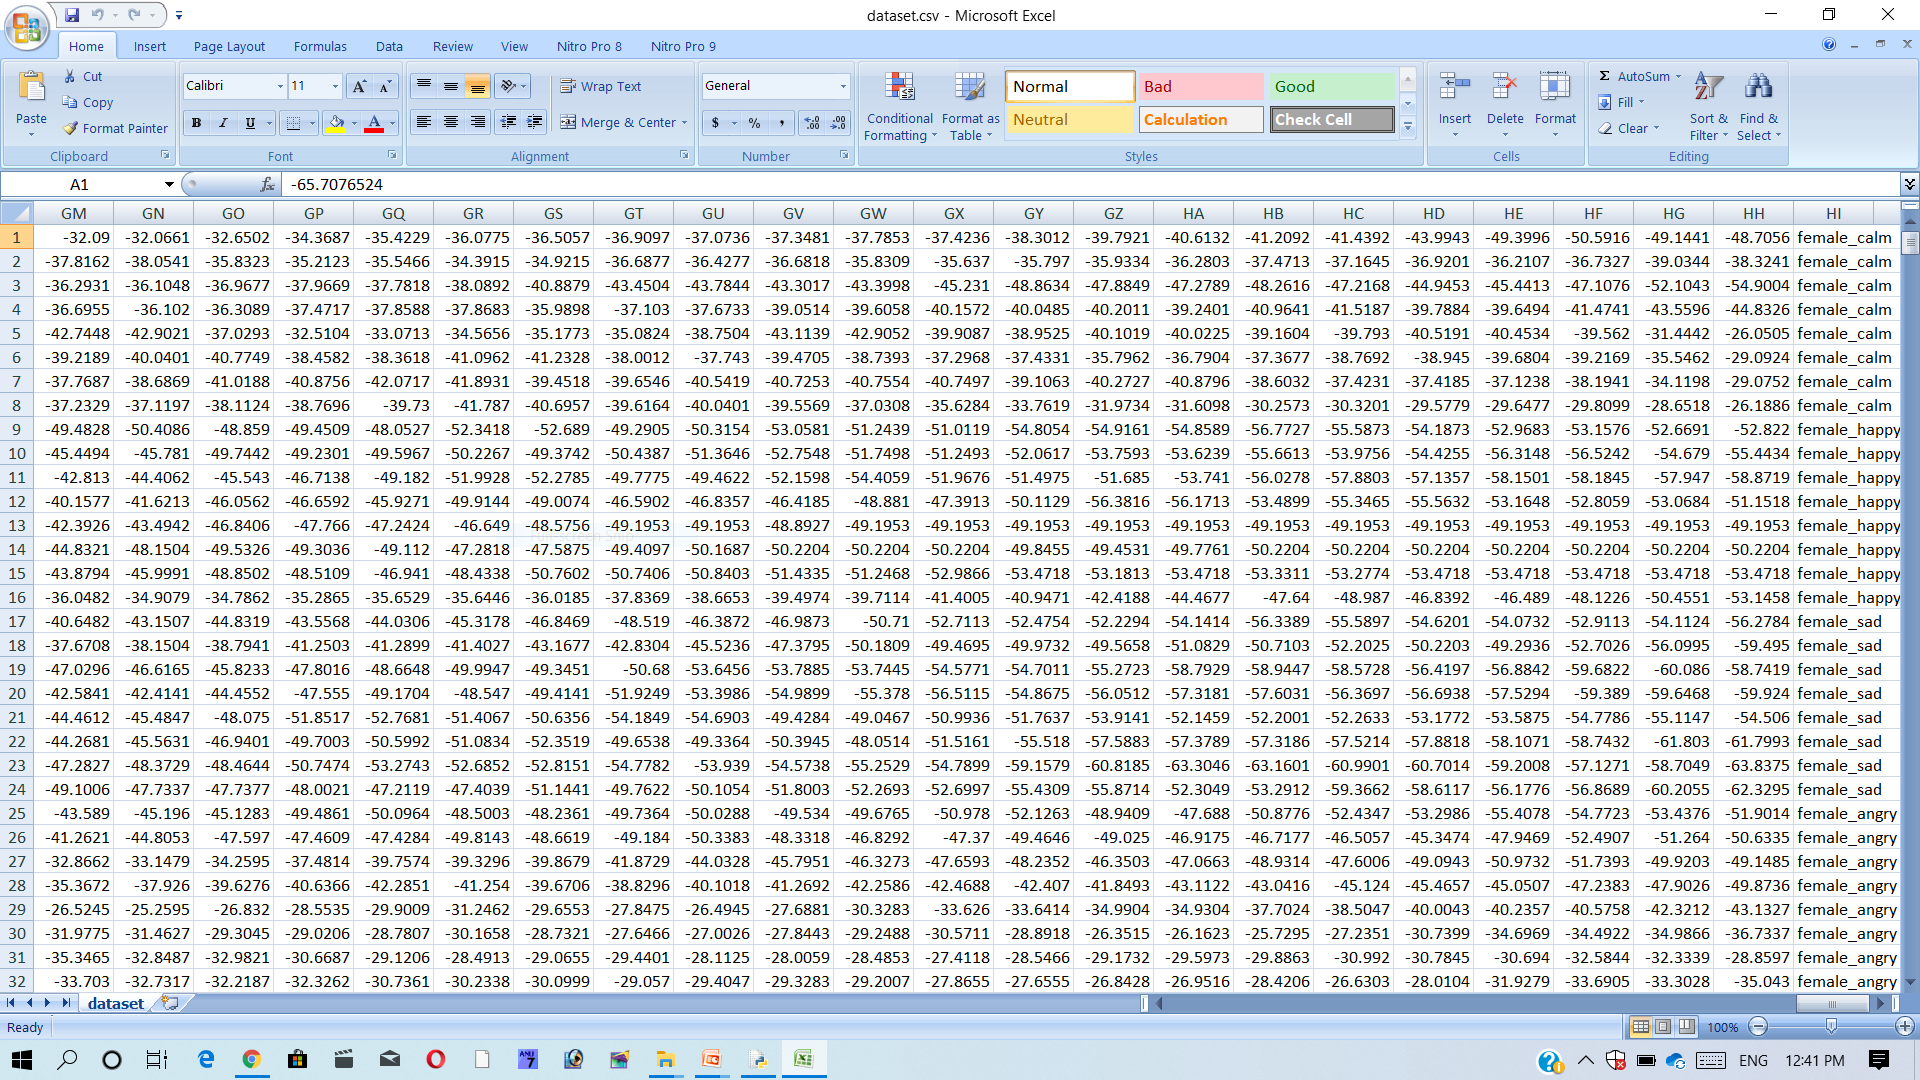 dataset.csv - Microsoft Excel
Home Insert Page Layout Formulas Data Review View Nitro Pro 8 Nitro Pro 9
Paste Cut Copy Format Painter Clipboard
Calibri 11 B I U Font
Wrap Text Merge & Center Alignment
General $ % , Number
Conditional Formatting Format as Table
Normal Bad Good
Neutral Calculation Check Cell
Styles
Insert Delete Format Cells
Σ AutoSum Fill Clear Sort & Filter Find & Select Editing
A1 fx -65.7076524
GM GN GO GP GQ GR GS GT GU GV GW GX GY GZ HA HB HC HD HE HF HG HH HI
1 -32.09 -32.0661 -32.6502 -34.3687 -35.4229 -36.0775 -36.5057 -36.9097 -37.0736 -37.3481 -37.7853 -37.4236 -38.3012 -39.7921 -40.6132 -41.2092 -41.4392 -43.9943 -49.3996 -50.5916 -49.1441 -48.7056 female_calm
2 -37.8162 -38.0541 -35.8323 -35.2123 -35.5466 -34.3915 -34.9215 -36.6877 -36.4277 -36.6818 -35.8309 -35.637 -35.797 -35.9334 -36.2803 -37.4713 -37.1645 -36.9201 -36.2107 -36.7327 -39.0344 -38.3241 female_calm
3 -36.2931 -36.1048 -36.9677 -37.9669 -37.7818 -38.0892 -40.8879 -43.4504 -43.7844 -43.3017 -43.3998 -45.231 -48.8634 -47.8849 -47.2789 -48.2616 -47.2168 -44.9453 -45.4413 -47.1076 -52.1043 -54.9004 female_calm
4 -36.6955 -36.102 -36.3089 -37.4717 -37.8588 -37.8683 -35.9898 -37.103 -37.6733 -39.0514 -39.6058 -40.1572 -40.0485 -40.2011 -39.2401 -40.9641 -41.5187 -39.7884 -39.6494 -41.4741 -43.5596 -44.8326 female_calm
5 -42.7448 -42.9021 -37.0293 -32.5104 -33.0713 -34.5656 -35.1773 -35.0824 -38.7504 -43.1139 -42.9052 -39.9087 -38.9525 -40.1019 -40.0225 -39.1604 -39.793 -40.5191 -40.4534 -39.562 -31.4442 -26.0505 female_calm
6 -39.2189 -40.0401 -40.7749 -38.4582 -38.3618 -41.0962 -41.2328 -38.0012 -37.743 -39.4705 -38.7393 -37.2968 -37.4331 -35.7962 -36.7904 -37.3677 -38.7692 -38.945 -39.6804 -39.2169 -35.5462 -29.0924 female_calm
7 -37.7687 -38.6869 -41.0188 -40.8756 -42.0717 -41.8931 -39.4518 -39.6546 -40.5419 -40.7253 -40.7554 -40.7497 -39.1063 -40.2727 -40.8796 -38.6032 -37.4231 -37.4185 -37.1238 -38.1941 -34.1198 -29.0752 female_calm
8 -37.2329 -37.1197 -38.1124 -38.7696 -39.73 -41.787 -40.6957 -39.6164 -40.0401 -39.5569 -37.0308 -35.6284 -33.7619 -31.9734 -31.6098 -30.2573 -30.3201 -29.5779 -29.6477 -29.8099 -28.6518 -26.1886 female_calm
9 -49.4828 -50.4086 -48.859 -49.4509 -48.0527 -52.3418 -52.689 -49.2905 -50.3154 -53.0581 -51.2439 -51.0119 -54.8054 -54.9161 -54.8589 -56.7727 -55.5873 -54.1873 -52.9683 -53.1576 -52.6691 -52.822 female_happy
10 -45.4494 -45.781 -49.7442 -49.2301 -49.5967 -50.2267 -49.3742 -50.4387 -51.3646 -52.7548 -51.7498 -51.2493 -52.0617 -53.7593 -53.6239 -55.6613 -53.9756 -54.4255 -56.3148 -56.5242 -54.679 -55.4434 female_happy
11 -42.813 -44.4062 -45.543 -46.7138 -49.182 -51.9928 -52.2785 -49.7775 -49.4622 -52.1598 -54.4059 -51.9676 -51.4975 -51.685 -53.741 -56.0278 -57.8803 -57.1357 -58.1501 -58.1845 -57.947 -58.8719 female_happy
12 -40.1577 -41.6213 -46.0562 -46.6592 -45.9271 -49.9144 -49.0074 -46.5902 -46.8357 -46.4185 -48.881 -47.3913 -50.1129 -56.3816 -56.1713 -53.4899 -55.3465 -55.5632 -53.1648 -52.8059 -53.0684 -51.1518 female_happy
13 -42.3926 -43.4942 -46.8406 -47.766 -47.2424 -46.649 -48.5756 -49.1953 -49.1953 -48.8927 -49.1953 -49.1953 -49.1953 -49.1953 -49.1953 -49.1953 -49.1953 -49.1953 -49.1953 -49.1953 -49.1953 -49.1953 female_happy
14 -44.8321 -48.1504 -49.5326 -49.3036 -49.112 -47.2818 -47.5875 -49.4097 -50.1687 -50.2204 -50.2204 -49.8455 -49.4531 -49.7761 -50.2204 -50.2204 -50.2204 -50.2204 -50.2204 -50.2204 -50.2204 -50.2204 female_happy
15 -43.8794 -45.9991 -48.8502 -48.5109 -46.941 -48.4338 -50.7602 -50.7406 -50.8403 -51.4335 -51.2468 -52.9866 -53.4718 -53.1813 -53.4718 -53.3311 -53.2774 -53.4718 -53.4718 -53.4718 -53.4718 -53.4718 female_happy
16 -36.0482 -34.9079 -34.7862 -35.2865 -35.6529 -35.6446 -36.0185 -37.8369 -38.6653 -39.4974 -39.7114 -41.4005 -40.9471 -42.4188 -44.4677 -47.64 -48.987 -46.8392 -46.489 -48.1226 -50.4551 -53.1458 female_happy
17 -40.6482 -43.1507 -44.8319 -43.5568 -44.0306 -45.3178 -46.8469 -48.519 -46.3872 -46.9873 -50.71 -52.7113 -52.4754 -52.2294 -54.1414 -56.3389 -55.5897 -54.6201 -54.0732 -52.9113 -54.1124 -56.2784 female_sad
18 -37.6708 -38.1504 -38.7941 -41.2503 -41.2899 -41.4027 -43.1677 -42.8304 -45.5236 -47.3795 -50.1809 -49.4695 -49.9732 -49.5658 -51.0829 -50.7103 -52.2025 -50.2203 -49.2936 -52.7026 -56.0995 -59.495 female_sad
19 -47.0296 -46.6165 -45.8233 -47.8016 -48.6648 -49.9947 -49.3451 -50.68 -53.6456 -53.7885 -53.7445 -54.5771 -54.7011 -55.2723 -58.7929 -58.9447 -58.5728 -56.4197 -56.8842 -59.6822 -60.086 -58.7419 female_sad
20 -42.5841 -42.4141 -44.4552 -47.555 -49.1704 -48.547 -49.4141 -51.9249 -53.3986 -54.9899 -55.378 -56.5115 -54.8675 -56.0512 -57.3181 -57.6031 -56.3697 -56.6938 -57.5294 -59.389 -59.6468 -59.924 female_sad
21 -44.4612 -45.4847 -48.075 -51.8517 -52.7681 -51.4067 -50.6356 -54.1849 -54.6903 -49.4284 -49.0467 -50.9936 -51.7637 -53.9141 -52.1459 -52.2001 -52.2633 -53.1772 -53.5875 -54.7786 -55.1147 -54.506 female_sad
22 -44.2681 -45.5631 -46.9401 -49.7003 -50.5992 -51.0834 -52.3519 -49.6538 -49.3364 -50.3945 -48.0514 -51.5161 -55.518 -57.5883 -57.3789 -57.3186 -57.5214 -57.8818 -58.1071 -58.7432 -61.803 -61.7993 female_sad
23 -47.2827 -48.3729 -48.4644 -50.7474 -53.2743 -52.6852 -52.8151 -54.7782 -53.939 -54.5738 -55.2529 -54.7899 -59.1579 -60.8185 -63.3046 -63.1601 -60.9901 -60.7014 -59.2008 -57.1271 -58.7049 -63.8375 female_sad
24 -49.1006 -47.7337 -47.7377 -48.0021 -47.2119 -47.4039 -51.1441 -49.7622 -50.1054 -51.8003 -52.2693 -52.6997 -55.4309 -55.8714 -52.3049 -53.2912 -59.3662 -58.6117 -56.1776 -56.8689 -60.2055 -62.3295 female_sad
25 -43.589 -45.196 -45.1283 -49.4861 -50.0964 -48.5003 -48.2361 -49.7364 -50.0288 -49.534 -49.6765 -50.978 -52.1263 -48.9409 -47.688 -50.8776 -52.4347 -53.2986 -55.4078 -54.7723 -53.4376 -51.9014 female_angry
26 -41.2621 -44.8053 -47.597 -47.4609 -47.4284 -49.8143 -48.6619 -49.184 -50.3383 -48.3318 -46.8292 -47.37 -49.4646 -49.025 -46.9175 -46.7177 -46.5057 -45.3474 -47.9469 -52.4907 -51.264 -50.6335 female_angry
27 -32.8662 -33.1479 -34.2595 -37.4814 -39.7574 -39.3296 -39.8679 -41.8729 -44.0328 -45.7951 -46.3273 -47.6593 -48.2352 -46.3503 -47.0663 -48.9314 -47.6006 -49.0943 -50.9732 -51.7393 -49.9203 -49.1485 female_angry
28 -35.3672 -37.926 -39.6276 -40.6366 -42.2851 -41.254 -39.6706 -38.8296 -40.1018 -41.2692 -42.2586 -42.4688 -42.407 -41.8493 -43.1122 -43.0416 -45.124 -45.4657 -45.0507 -47.2383 -47.9026 -49.8736 female_angry
29 -26.5245 -25.2595 -26.832 -28.5535 -29.9009 -31.2462 -29.6553 -27.8475 -26.4945 -27.6881 -30.3283 -33.626 -33.6414 -34.9904 -34.9304 -37.7024 -38.5047 -40.0043 -40.2357 -40.5758 -42.3212 -43.1327 female_angry
30 -31.9775 -31.4627 -29.3045 -29.0206 -28.7807 -30.1658 -28.7321 -27.6466 -27.0026 -27.8443 -29.2488 -30.5711 -28.8918 -26.3515 -26.1623 -25.7295 -27.2351 -30.7399 -34.6969 -34.4922 -34.9866 -36.7337 female_angry
31 -35.3465 -32.8487 -32.9821 -30.6687 -29.1206 -28.4913 -29.0655 -29.4401 -28.1125 -28.0059 -28.4853 -27.4118 -28.5466 -29.1732 -29.5973 -29.8863 -30.992 -30.7845 -30.694 -32.5844 -32.3339 -28.8597 female_angry
32 -33.703 -32.7317 -32.2187 -32.3262 -30.7361 -30.2338 -30.0999 -29.057 -29.4047 -29.3283 -29.2007 -27.8655 -27.6555 -26.8428 -26.9516 -28.4206 -26.6303 -28.0104 -31.9279 -33.6905 -33.3028 -35.043 female_angry
dataset
Ready 100%
ENG 12:41 PM